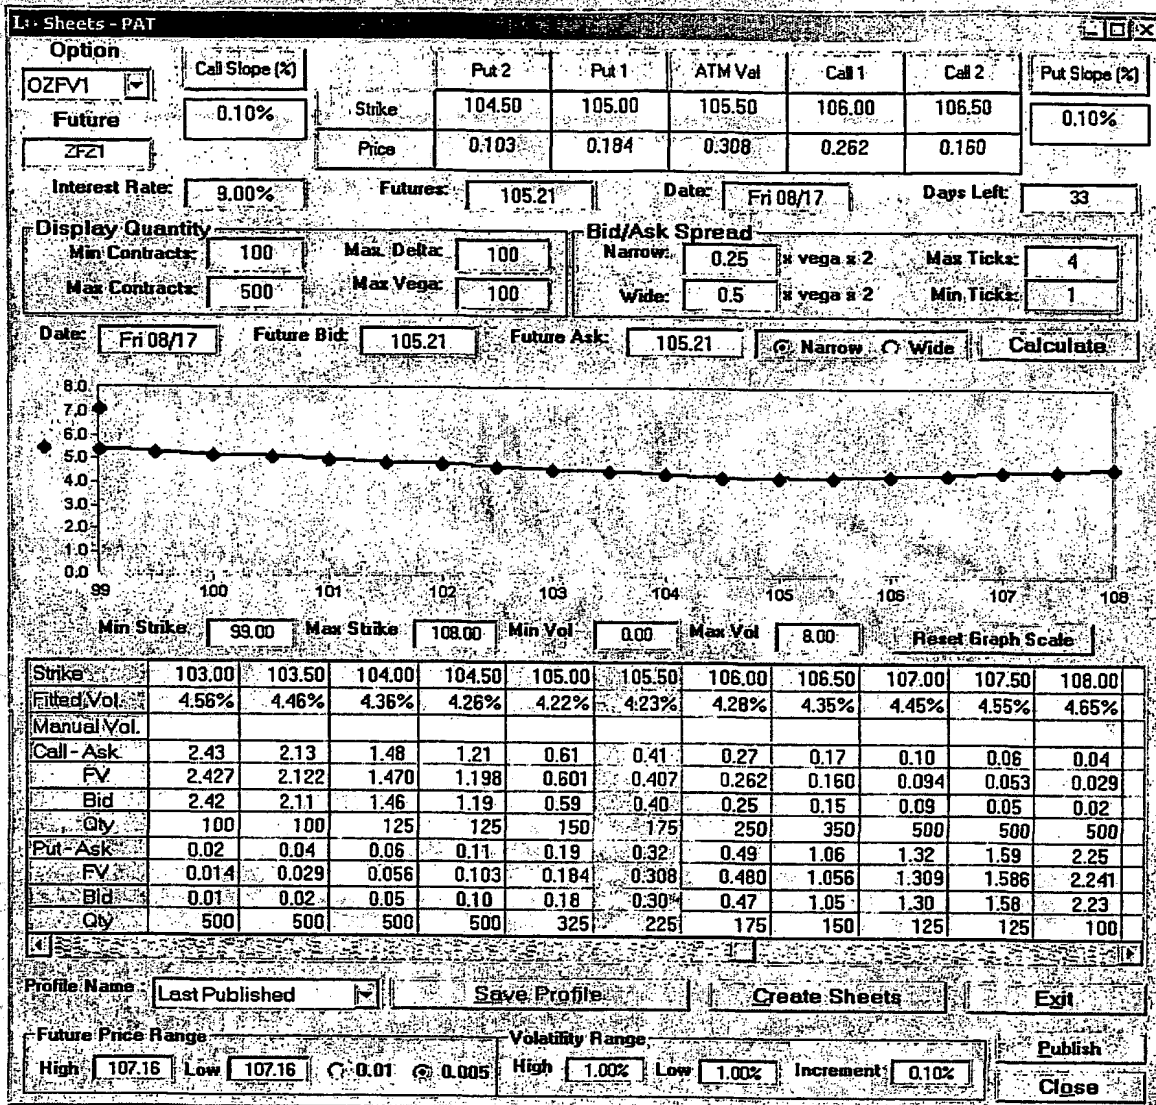 Sheets - PAT
Option
OZFV1
Future
ZFZ1
Call Slope (%)
0.10%
Put 2 Put 1 ATM Val Call 1 Call 2
Strike 104.50 105.00 105.50 106.00 106.50
Price 0.103 0.184 0.308 0.262 0.160
Put Slope (%)
0.10%
Interest Rate: 9.00% Futures: 105.21 Date: Fri 08/17 Days Left: 33
Display Quantity
Min Contracts: 100 Max. Delta: 100
Max Contracts: 500 Max Vega: 100
Bid/Ask Spread
Narrow: 0.25 x vega x 2 Max Ticks: 4
Wide: 0.5 x vega x 2 Min Ticks: 1
Date: Fri 08/17 Future Bid: 105.21 Future Ask: 105.21 Narrow Wide Calculate
8.0
7.0
6.0
5.0
4.0
3.0
2.0
1.0
0.0
99 100 101 102 103 104 105 106 107 108
Min Strike 99.00 Max Strike 108.00 Min Vol 0.00 Max Vol 8.00 Reset Graph Scale
Strike 103.00 103.50 104.00 104.50 105.00 105.50 106.00 106.50 107.00 107.50 108.00
Fitted Vol. 4.56% 4.46% 4.36% 4.26% 4.22% 4.23% 4.28% 4.35% 4.45% 4.55% 4.65%
Manual Vol.
Call - Ask 2.43 2.13 1.48 1.21 0.61 0.41 0.27 0.17 0.10 0.06 0.04
FV 2.427 2.122 1.470 1.198 0.601 0.407 0.262 0.160 0.094 0.053 0.029
Bid 2.42 2.11 1.46 1.19 0.59 0.40 0.25 0.15 0.09 0.05 0.02
Qty 100 100 125 125 150 175 250 350 500 500 500
Put - Ask 0.02 0.04 0.06 0.11 0.19 0.32 0.49 1.06 1.32 1.59 2.25
FV 0.014 0.029 0.056 0.103 0.184 0.308 0.480 1.056 1.309 1.586 2.241
Bid 0.01 0.02 0.05 0.10 0.18 0.30 0.47 1.05 1.30 1.58 2.23
Qty 500 500 500 500 325 225 175 150 125 125 100
Profile Name: Last Published Save Profile Create Sheets Exit
Future Price Range
High 107.16 Low 107.16 0.01 0.005
Volatility Range
High 1.00% Low 1.00% Increment: 0.10%
Publish
Close